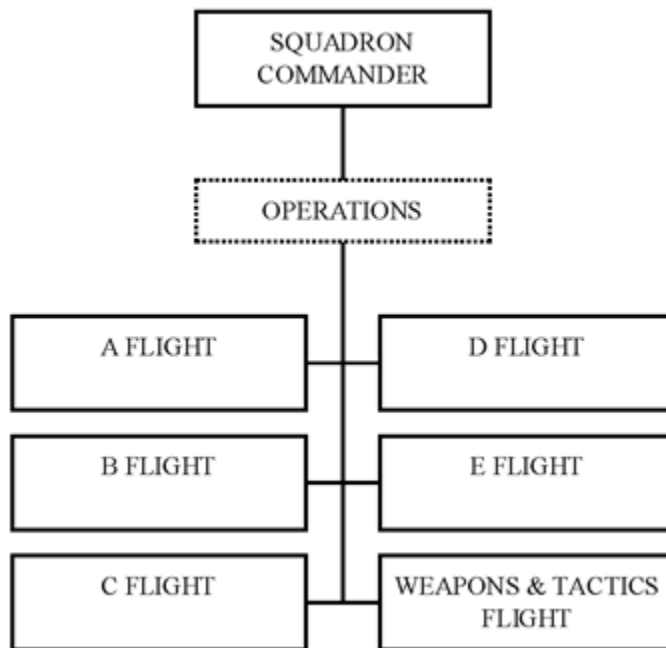 SQUADRON
COMMANDER
OPERATIONS
A FLIGHT
D FLIGHT
B FLIGHT
E FLIGHT
C FLIGHT
WEAPONS & TACTICS
FLIGHT